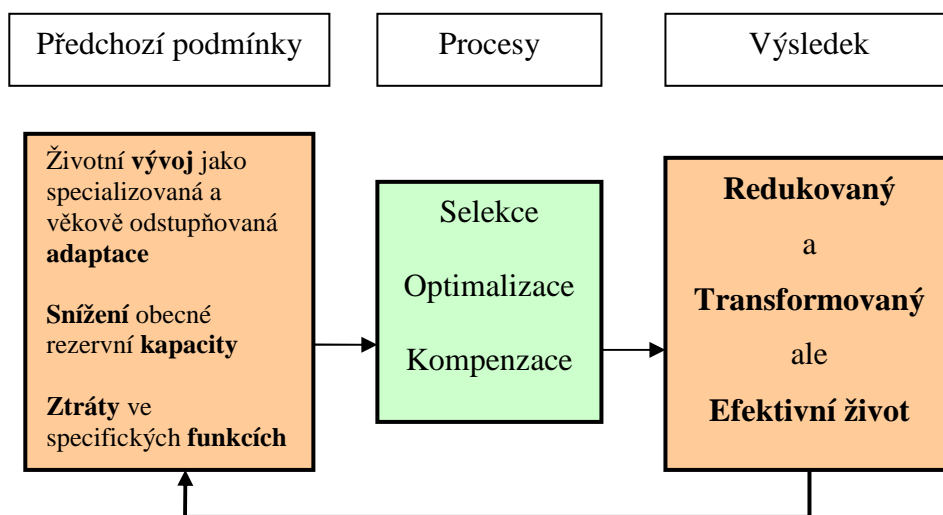 Předchozí podmínky
Procesy
Výsledek
Životní vývoj jako
specializovaná a
věkově odstupňovaná
adaptace
Snížení obecné
rezervní kapacity
Ztráty ve
specifických funkcích
Selekce
Optimalizace
Kompenzace
Redukovaný
a
Transformovaný
ale
Efektivní život